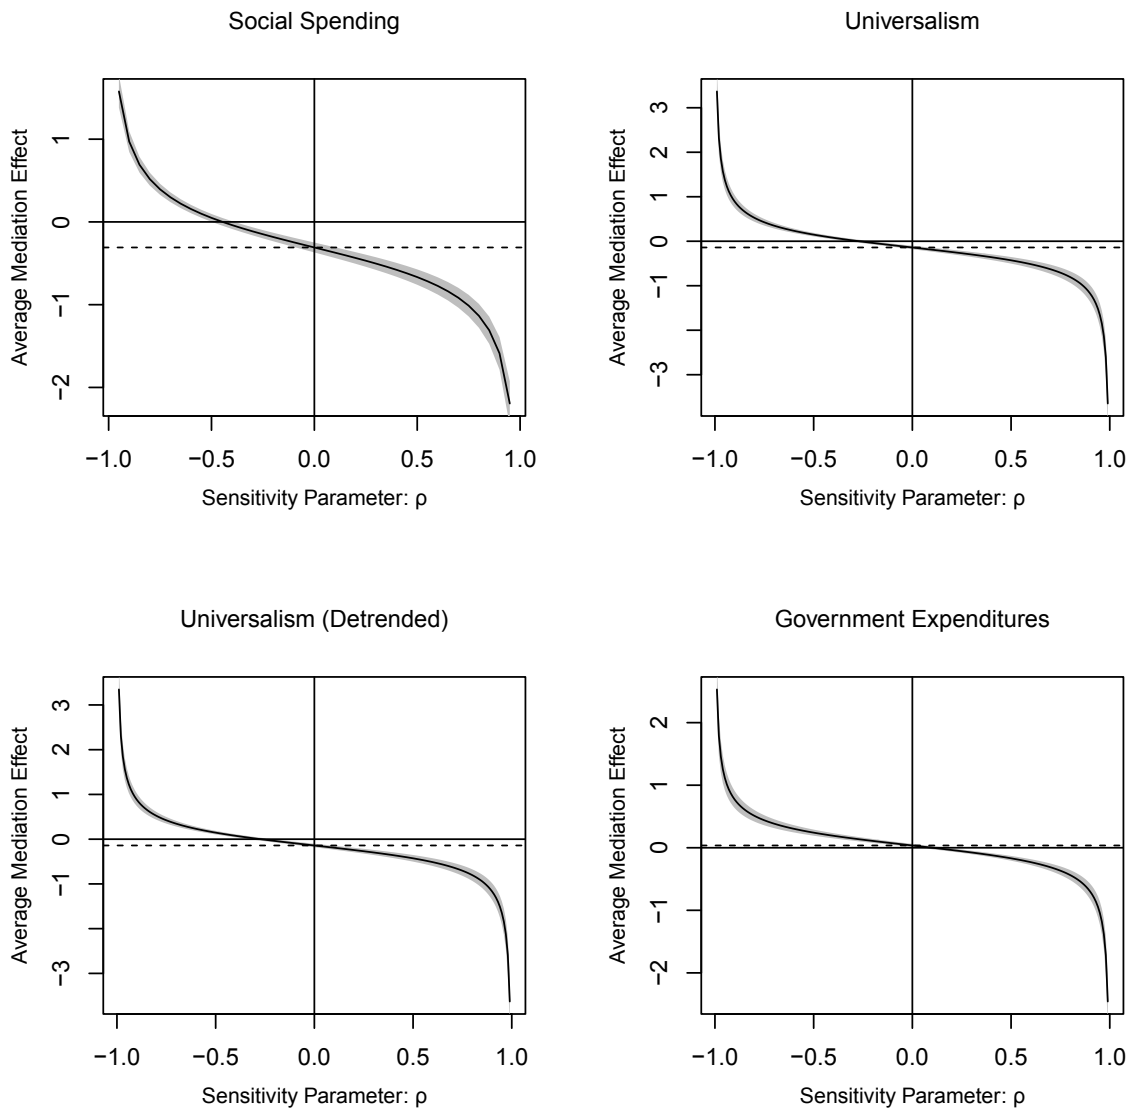 Social Spending
Average Mediation Effect
1
0
−1
−2
−1.0 −0.5 0.0 0.5 1.0
Sensitivity Parameter: ρ
Universalism
Average Mediation Effect
3
2
1
0
−1
−3
−1.0 −0.5 0.0 0.5 1.0
Sensitivity Parameter: ρ
Universalism (Detrended)
Average Mediation Effect
3
2
1
0
−1
−3
−1.0 −0.5 0.0 0.5 1.0
Sensitivity Parameter: ρ
Government Expenditures
Average Mediation Effect
2
1
0
−1
−2
−1.0 −0.5 0.0 0.5 1.0
Sensitivity Parameter: ρ